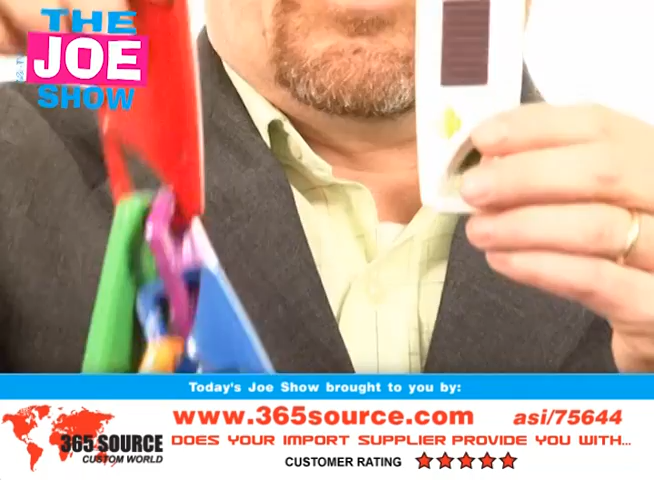 THE
JOE
SHOW
Today's Joe Show brought to you by:
www.365source.com asi/75644
365 SOURCE
CUSTOM WORLD
DOES YOUR IMPORT SUPPLIER PROVIDE YOU WITH...
CUSTOMER RATING